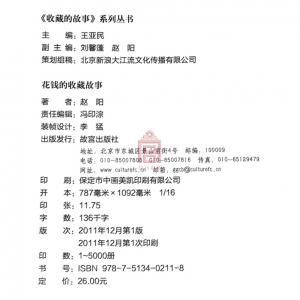 《收藏的故事》系列丛书
主　　编：王亚民
副 主 编：刘馨蓬　赵　阳
策划组稿：北京新浪大江流文化传播有限公司
花钱的收藏故事
著　　者：赵　阳
责任编辑：冯印淙
装帧设计：李　猛
出版发行：故宫出版社
地址：北京市东城区景山前街4号　邮编：100009
电话：010-85007808　010-85007816　传真：010-65129479
网址：www.culturefc.cn　邮箱：ggcb@culturefc.cn
印　　刷：保定市中画美凯印刷有限公司
开　　本：787毫米×1092毫米　1/16
印　　张：11.75
字　　数：136千字
版　　次：2011年12月第1版
2011年12月第1次印刷
印　　数：1~5000册
书　　号：ISBN　978-7-5134-0211-8
定　　价：26.00元